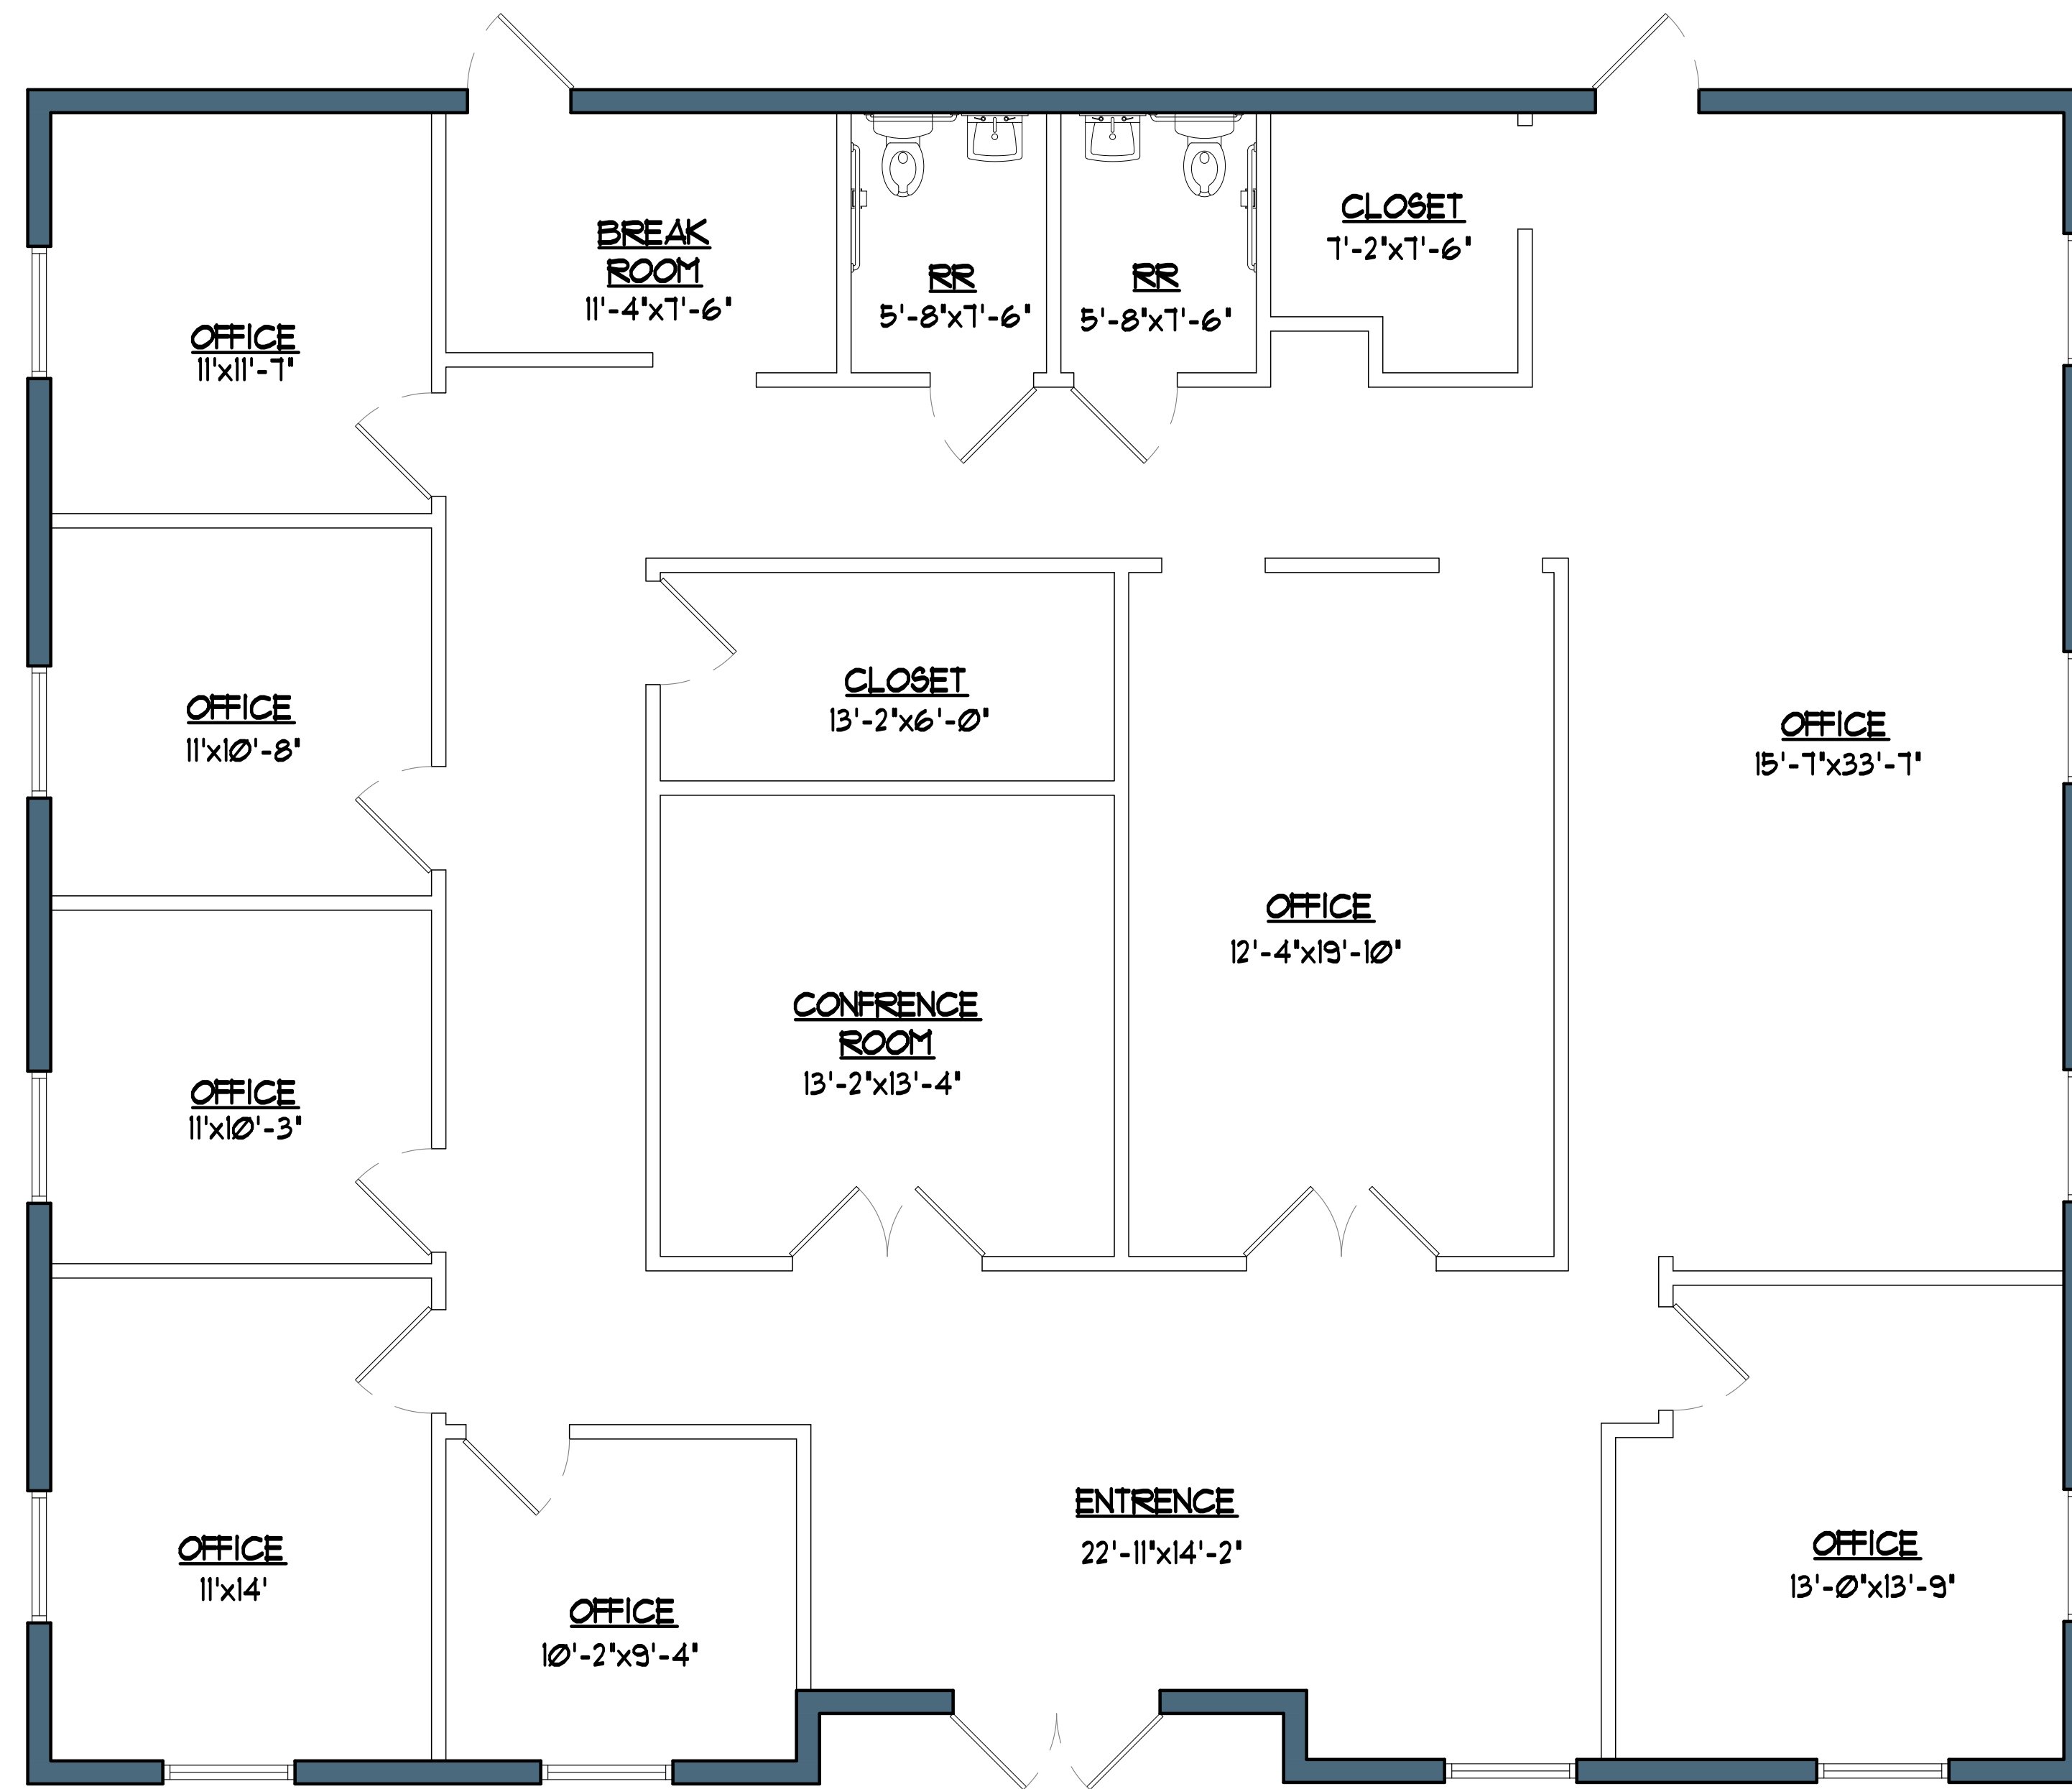 BREAK
ROOM
11'-4"x7'-6"
CLOSET
7'-2"x7'-6"
RR
5'-8"x7'-6"
RR
5'-8"x7'-6"
OFFICE
11'x11'-7"
CLOSET
13'-2"x6'-0"
OFFICE
11'x10'-8"
OFFICE
15'-7"x33'-7"
OFFICE
12'-4"x19'-10"
CONFRENCE
ROOM
13'-2"x13'-4"
OFFICE
11'x10'-3"
ENTRENCE
22'-11"x14'-2"
OFFICE
11'x14'
OFFICE
13'-0"x13'-9"
OFFICE
10'-2"x9'-4"